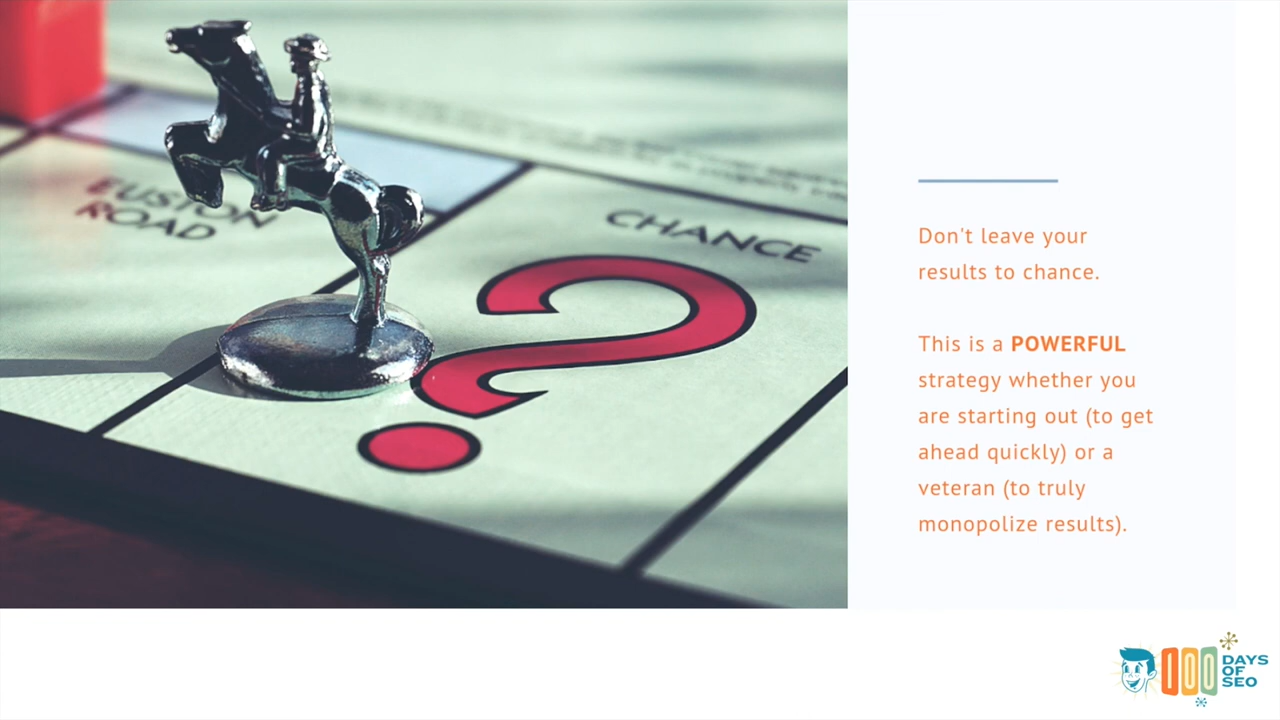 EUSTON
ROAD
CHANCE
?
Don't leave your
results to chance.
This is a POWERFUL
strategy whether you
are starting out (to get
ahead quickly) or a
veteran (to truly
monopolize results).
100 DAYS
OF
SEO